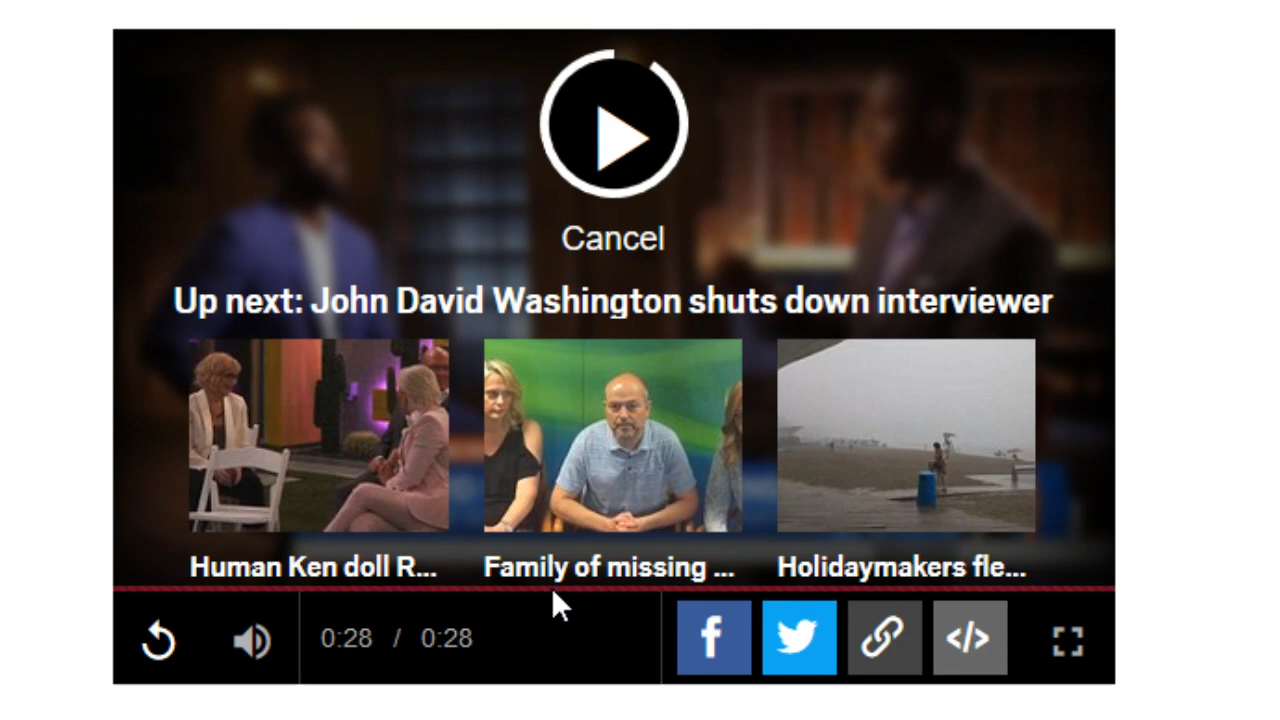 Cancel
Up next: John David Washington shuts down interviewer
Human Ken doll R...
Family of missing ...
Holidaymakers fle...
0:28 / 0:28
f
</>